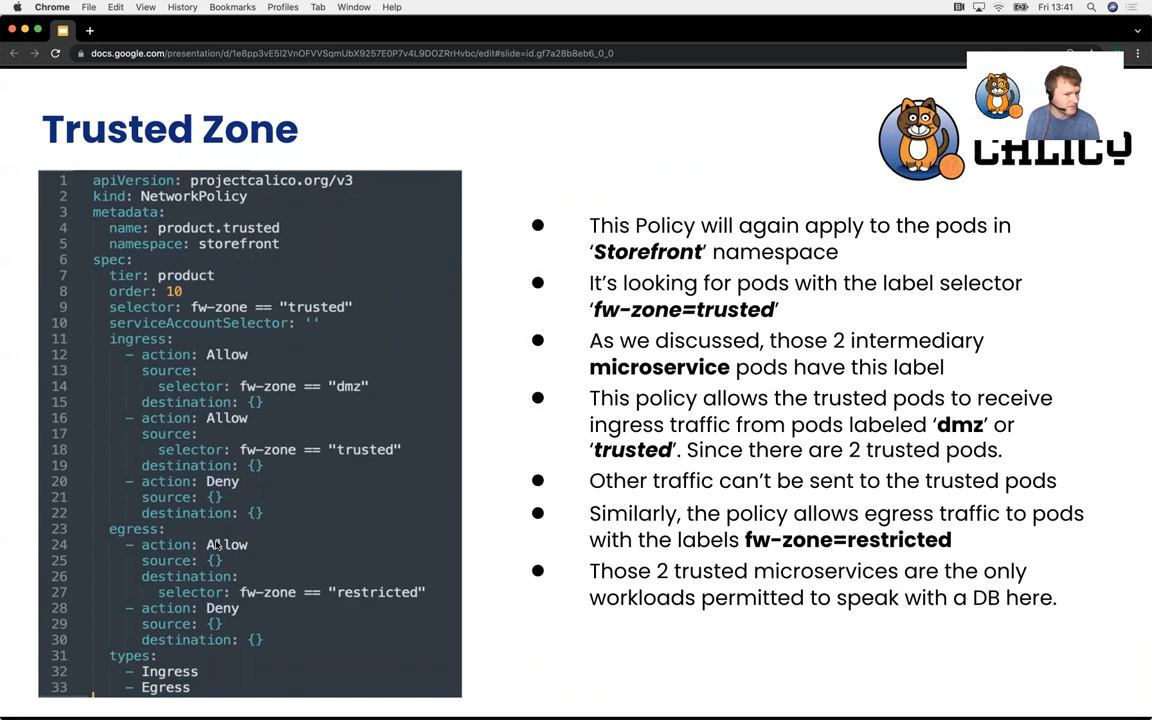 Chrome File Edit View History Bookmarks Profiles Tab Window Help Fri 13:41
docs.google.com/presentation/d/1e8pp3vE5I2VnOFVVSqmUbX9257E0P7v4L9DOZRrHvbc/edit#slide=id.gf7a28b8eb6_0_0
Trusted Zone
CALICY
1 apiVersion: projectcalico.org/v3
2 kind: NetworkPolicy
3 metadata:
4 name: product.trusted
5 namespace: storefront
6 spec:
7 tier: product
8 order: 10
9 selector: fw-zone == "trusted"
10 serviceAccountSelector: ''
11 ingress:
12 - action: Allow
13 source:
14 selector: fw-zone == "dmz"
15 destination: {}
16 - action: Allow
17 source:
18 selector: fw-zone == "trusted"
19 destination: {}
20 - action: Deny
21 source: {}
22 destination: {}
23 egress:
24 - action: Allow
25 source: {}
26 destination:
27 selector: fw-zone == "restricted"
28 - action: Deny
29 source: {}
30 destination: {}
31 types:
32 - Ingress
33 - Egress
● This Policy will again apply to the pods in
‘Storefront’ namespace
● It’s looking for pods with the label selector
‘fw-zone=trusted’
● As we discussed, those 2 intermediary
microservice pods have this label
● This policy allows the trusted pods to receive
ingress traffic from pods labeled ‘dmz’ or
‘trusted’. Since there are 2 trusted pods.
● Other traffic can’t be sent to the trusted pods
● Similarly, the policy allows egress traffic to pods
with the labels fw-zone=restricted
● Those 2 trusted microservices are the only
workloads permitted to speak with a DB here.